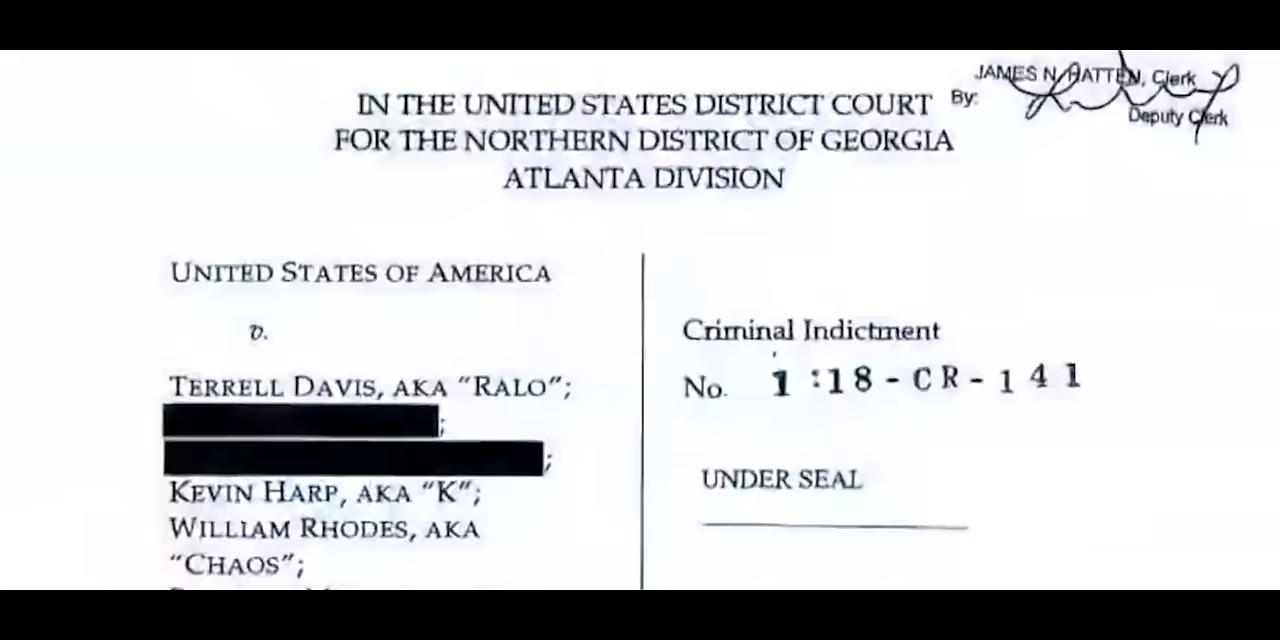 JAMES N. HATTEN, Clerk
By:
Deputy Clerk
IN THE UNITED STATES DISTRICT COURT
FOR THE NORTHERN DISTRICT OF GEORGIA
ATLANTA DIVISION
UNITED STATES OF AMERICA
v.
TERRELL DAVIS, AKA "RALO";
;
;
KEVIN HARP, AKA "K";
WILLIAM RHODES, AKA
"CHAOS";
Criminal Indictment
No. 1:18-CR-141
UNDER SEAL